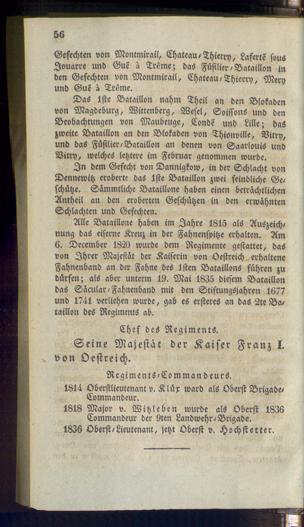 56
Gefechten von Montmirail, Chateau-Thierry, Laferté sous
Jouarre und Gué à Trême; das Füsilier-Bataillon in
den Gefechten von Montmirail, Chateau-Thierry, Mery
und Gué à Trême.
Das 1ste Bataillon nahm Theil an den Blokaden
von Magdeburg, Wittenberg, Wesel, Soissons und den
Beobachtungen von Maubeuge, Condé und Lille; das
zweite Bataillon an den Blokaden von Thionville, Vitry,
und das Füsilier-Bataillon an denen von Saarlouis und
Vitry, welches letztere im Februar genommen wurde.
In dem Gefecht von Dannigkow, in der Schlacht von
Dennewitz eroberte das 1ste Bataillon zwei feindliche Ge-
schütze. Sämmtliche Bataillone haben einen beträchtlichen
Antheil an den eroberten Geschützen in den erwähnten
Schlachten und Gefechten.
Alle Bataillone haben im Jahre 1815 als Auszeich-
nung das eiserne Kreuz in der Fahnenspitze erhalten. Am
6. December 1820 wurde dem Regimente gestattet, das
von Ihrer Majestät der Kaiserin von Oestreich erhaltene
Fahnenband an der Fahne des 1sten Bataillons führen zu
dürfen; als aber unterm 19. Mai 1835 diesem Bataillon
das Säcular-Fahnenband mit den Stiftungsjahren 1677
und 1741 verliehen wurde, gab es ersteres an das 2te Ba-
taillon des Regiments ab.
Chef des Regiments.
Seine Majestät der Kaiser Franz I.
von Oestreich.
Regiments-Commandeurs.
1814 Oberstlieutenant v. Klüx ward als Oberst Brigade-
Commandeur.
1818 Major v. Witzleben wurde als Oberst 1836
Commandeur der 9ten Landwehr-Brigade.
1836 Oberst-Lieutenant, jetzt Oberst v. Hochstetter.